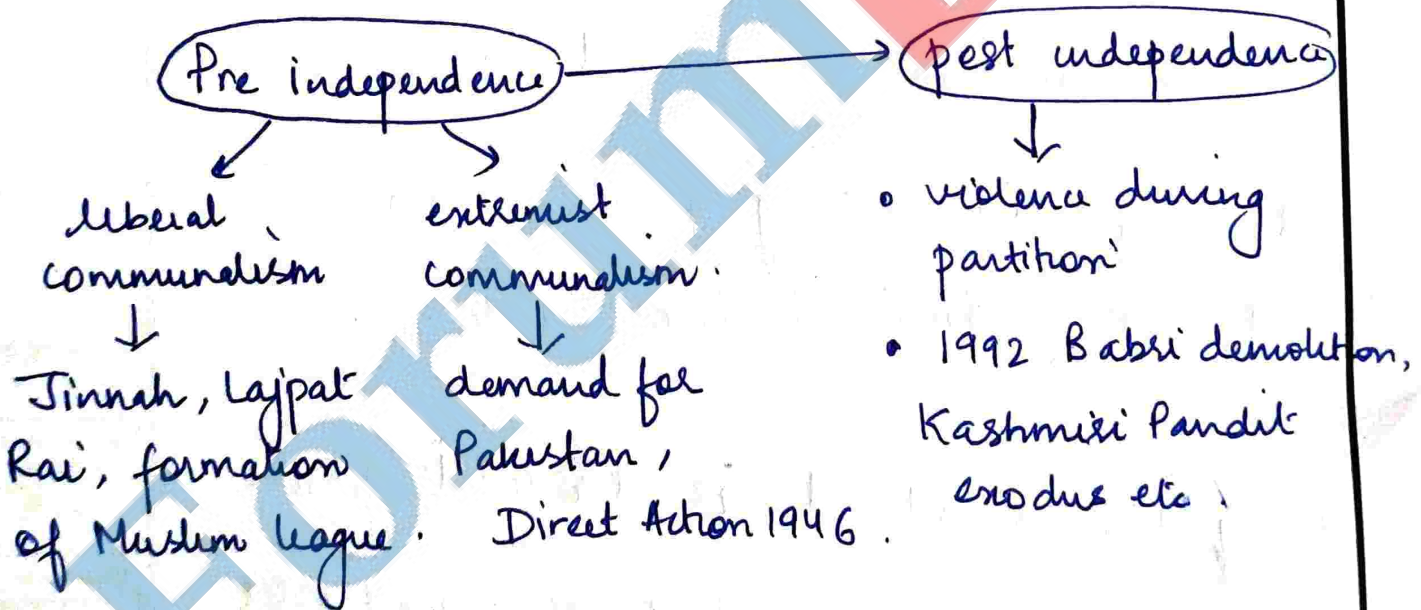 Pre independence
post independence
liberal
communalism
Jinnah, Lajpat
Rai, formation
of Muslim league.
extremist
communalism.
demand for
Pakistan,
Direct Action 1946.
• violence during
partition
• 1992 Babri demolition,
Kashmiri Pandit
exodus etc.
Forum